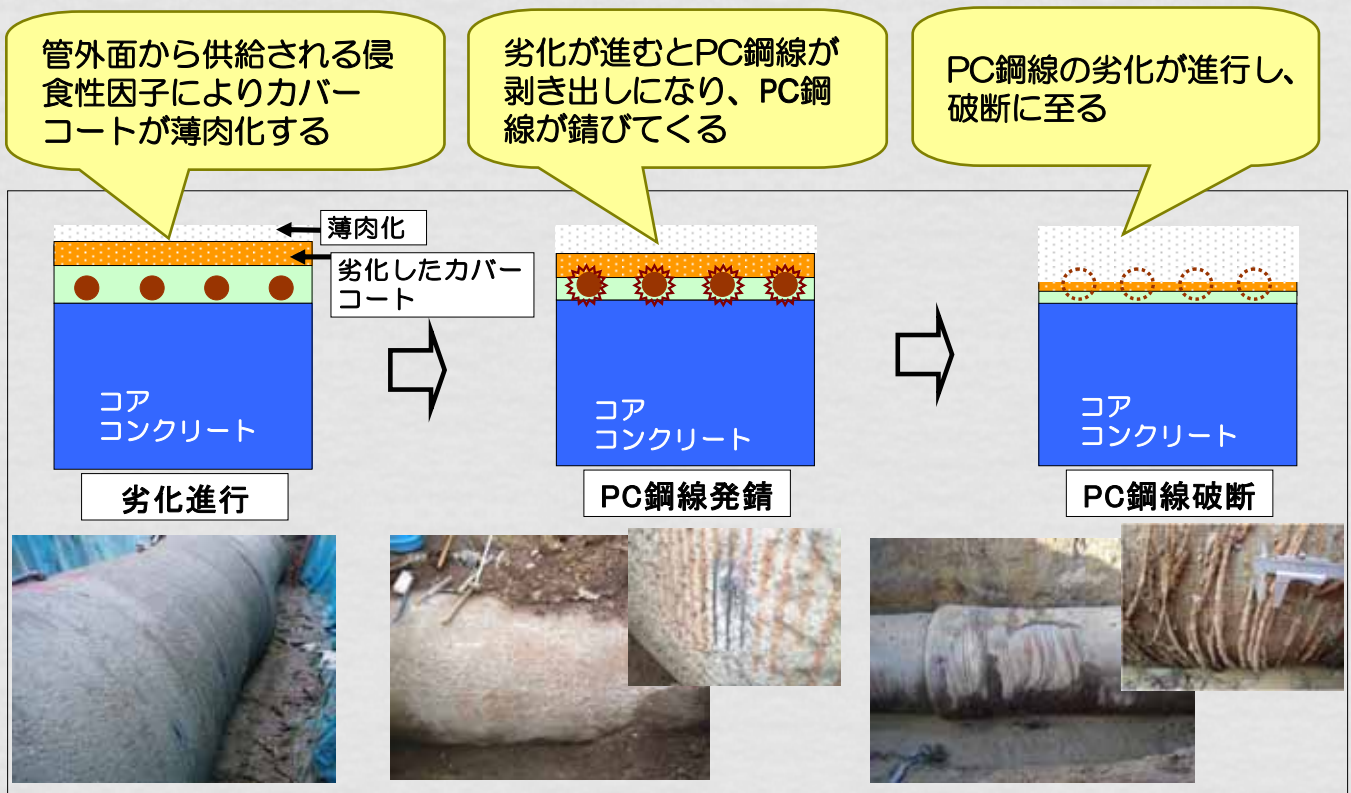 管外面から供給される侵
食性因子によりカバー
コートが薄肉化する
劣化が進むとPC鋼線が
剥き出しになり、PC鋼
線が錆びてくる
PC鋼線の劣化が進行し、
破断に至る
薄肉化
劣化したカバー
コート
コア
コンクリート
コア
コンクリート
コア
コンクリート
劣化進行
PC鋼線発錆
PC鋼線破断